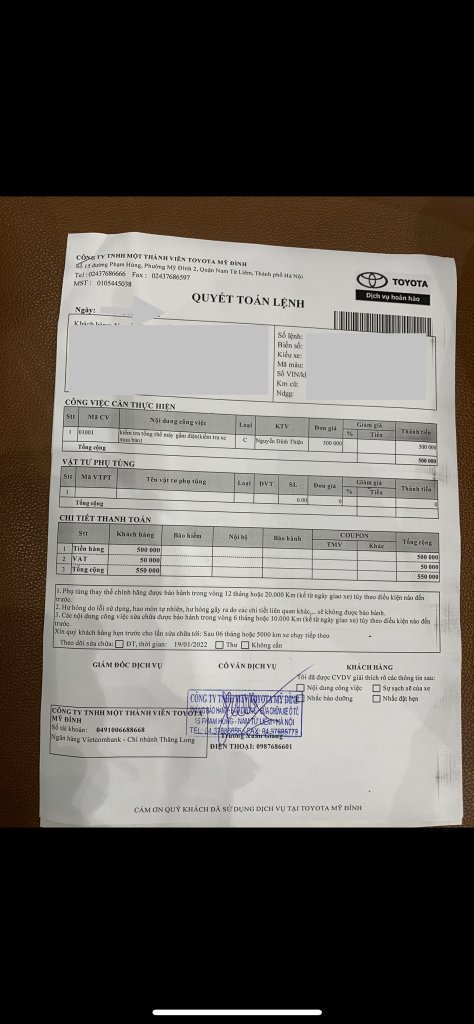 CÔNG TY TNHH MỘT THÀNH VIÊN TOYOTA MỸ ĐÌNH
Số 15 đường Phạm Hùng, Phường Mỹ Đình 2, Quận Nam Từ Liêm, Thành phố Hà Nội
Tel : 02437686666 Fax : 02437686597
MST : 0105445038
TOYOTA
Dịch vụ hoàn hảo
QUYẾT TOÁN LỆNH
Ngày:
Khách hàng:
Số lệnh:
Biển số:
Kiểu xe:
Mã màu:
Số VIN/
Km cũ:
Ndgg:
CÔNG VIỆC CẦN THỰC HIỆN
Stt Mã CV Nội dung công việc Loại KTV Đơn giá Giảm giá Thành tiền
% Tiền
1 01001 kiểm tra tổng thể máy gầm điện(kiểm tra xe mua bán) C Nguyễn Đình Thiện 500 000 500 000
Tổng cộng 500 000
VẬT TƯ PHỤ TÙNG
Stt Mã VTPT Tên vật tư phụ tùng Loại ĐVT SL Đơn giá Giảm giá Thành tiền
% Tiền
1 0.00 0 0
Tổng cộng 0
CHI TIẾT THANH TOÁN
Stt Khách hàng Bảo hiểm Nội bộ Bảo hành COUPON Tổng cộng
TMV Khác
1 Tiền hàng 500 000 500 000
2 VAT 50 000 50 000
3 Tổng cộng 550 000 550 000
1. Phụ tùng thay thế chính hãng được bảo hành trong vòng 12 tháng hoặc 20.000 Km (kể từ ngày giao xe) tùy theo điều kiện nào đến
trước.
2. Hư hỏng do lỗi sử dụng, hao mòn tự nhiên, hư hỏng gây ra do các chi tiết liên quan khác,... sẽ không được bảo hành.
3. Các nội dung công việc sửa chữa được bảo hành trong vòng 6 tháng hoặc 10.000 Km (kể từ ngày giao xe) tùy theo điều kiện nào đến
trước.
Xin quý khách hàng hẹn trước cho lần sửa chữa tới: Sau 06 tháng hoặc 5000 km xe chạy tiếp theo
Theo dõi sửa chữa: ĐT, thời gian: 19/01/2022 Thư Không cần
GIÁM ĐỐC DỊCH VỤ CỐ VẤN DỊCH VỤ KHÁCH HÀNG
Tôi đã được CVDV giải thích rõ các thông tin sau:
Nội dung công việc Sự sạch sẽ của xe
Nhắc bảo dưỡng Nhắc đặt hẹn
CÔNG TY TNHH MTV TOYOTA MỸ ĐÌNH
15 PHẠM HÙNG - NAM TỪ LIÊM - HÀ NỘI
CÔNG TY TNHH MỘT THÀNH VIÊN TOYOTA
MỸ ĐÌNH
Số tài khoản: 0491006688668
Ngân hàng Vietcombank - Chi nhánh Thăng Long
Trương Xuân Giang
ĐIỆN THOẠI: 0987686601
CẢM ƠN QUÝ KHÁCH ĐÃ SỬ DỤNG DỊCH VỤ TẠI TOYOTA MỸ ĐÌNH